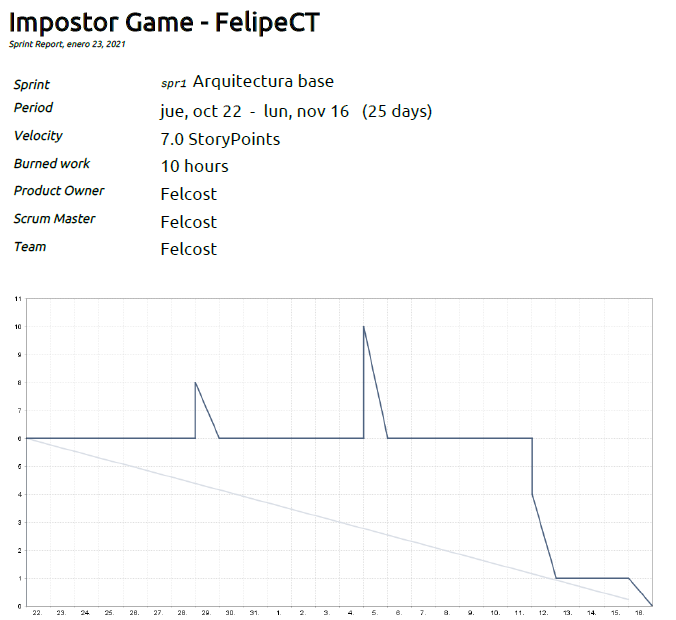 Impostor Game - FelipeCT
Sprint Report, enero 23, 2021
Sprint spr1 Arquitectura base
Period jue, oct 22 - lun, nov 16 (25 days)
Velocity 7.0 StoryPoints
Burned work 10 hours
Product Owner Felcost
Scrum Master Felcost
Team Felcost
11
10
9
8
7
6
5
4
3
2
1
0
22. 23. 24. 25. 26. 27. 28. 29. 30. 31. 1. 2. 3. 4. 5. 6. 7. 8. 9. 10. 11. 12. 13. 14. 15. 16.